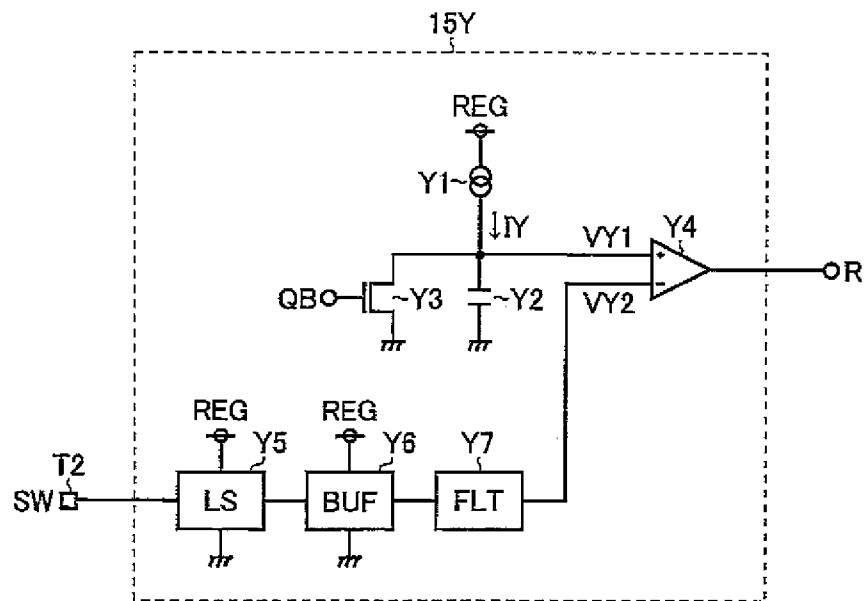 15Y
REG
Y1~
↓IY
VY1
Y4
+
R
QB
~Y3
~Y2
VY2
-
REG
REG
Y5
Y6
Y7
T2
SW
LS
BUF
FLT